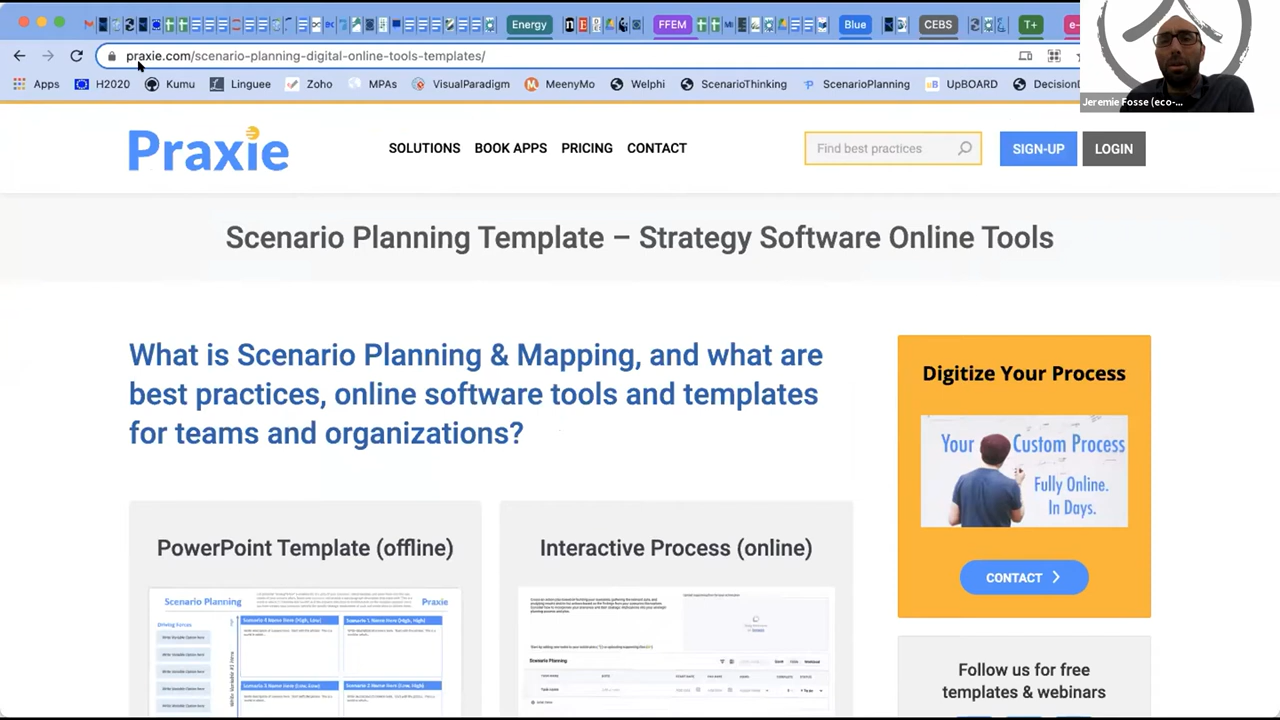 Energy
FFEM
Blue
CEBS
T+
praxie.com/scenario-planning-digital-online-tools-templates/
Apps
H2020
Kumu
Linguee
Zoho
MPAs
VisualParadigm
MeenyMo
Welphi
ScenarioThinking
ScenarioPlanning
UpBOARD
Jeremie Fosse (eco-...
Praxie
SOLUTIONS
BOOK APPS
PRICING
CONTACT
Find best practices
SIGN-UP
LOGIN
Scenario Planning Template – Strategy Software Online Tools
What is Scenario Planning & Mapping, and what are
best practices, online software tools and templates
for teams and organizations?
Digitize Your Process
Your Custom Process
Fully Online.
In Days.
CONTACT
PowerPoint Template (offline)
Interactive Process (online)
Scenario Planning
Praxie
Driving Forces
Scenario Planning
Follow us for free
templates & webinars